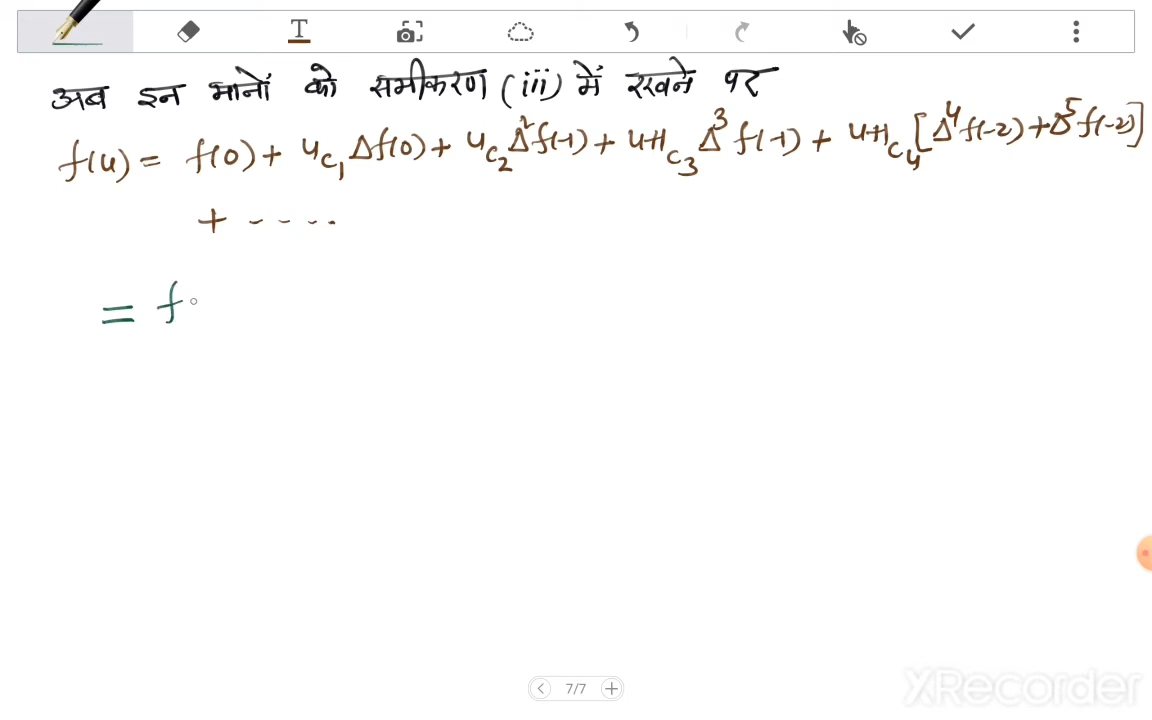 T
अब इन मानों को समीकरण (iii) में रखने पर
f(u) = f(0) + uC₁ Δf(0) + uC₂ Δ²f(-1) + u+1C₃ Δ³f(-1) + u+1C₄ [Δ⁴f(-2) + Δ⁵f(-2)]
+ - - - - .
= f
7/7
XRecorder